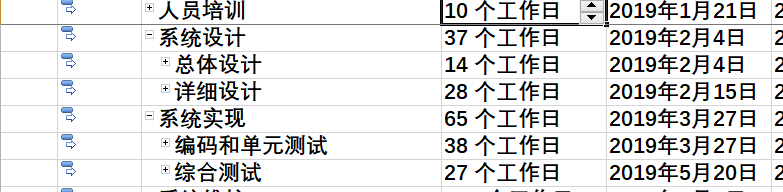 人员培训 10 个工作日 2019年1月21日 2
系统设计 37 个工作日 2019年2月4日 2
总体设计 14 个工作日 2019年2月4日 2
详细设计 28 个工作日 2019年2月15日 2
系统实现 65 个工作日 2019年3月27日 2
编码和单元测试 38 个工作日 2019年3月27日 2
综合测试 27 个工作日 2019年5月20日 2